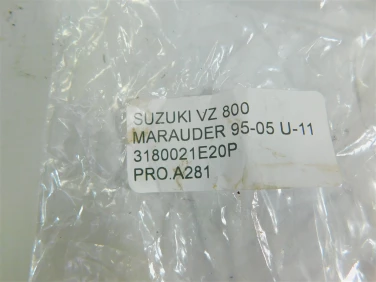 SUZUKI VZ 800
MARAUDER 95-05 U-11
3180021E20P
PRO.A281